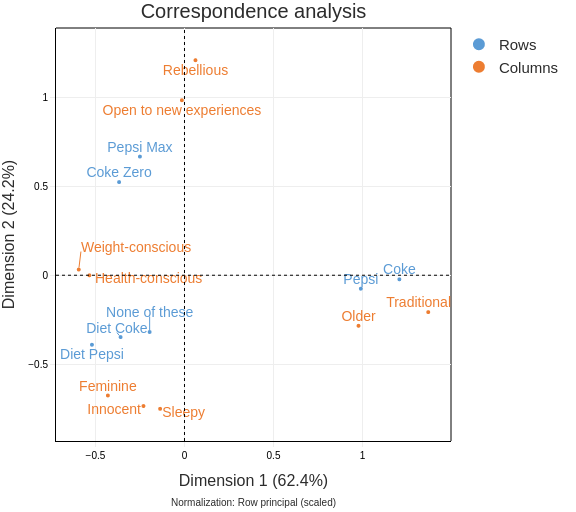 Correspondence analysis
Rows
Columns
Rebellious
Open to new experiences
Pepsi Max
Coke Zero
Weight-conscious
Health-conscious
Coke
Pepsi
Traditional
Older
None of these
Diet Coke
Diet Pepsi
Feminine
Innocent
Sleepy
1
0.5
0
−0.5
−0.5
0
0.5
1
Dimension 2 (24.2%)
Dimension 1 (62.4%)
Normalization: Row principal (scaled)